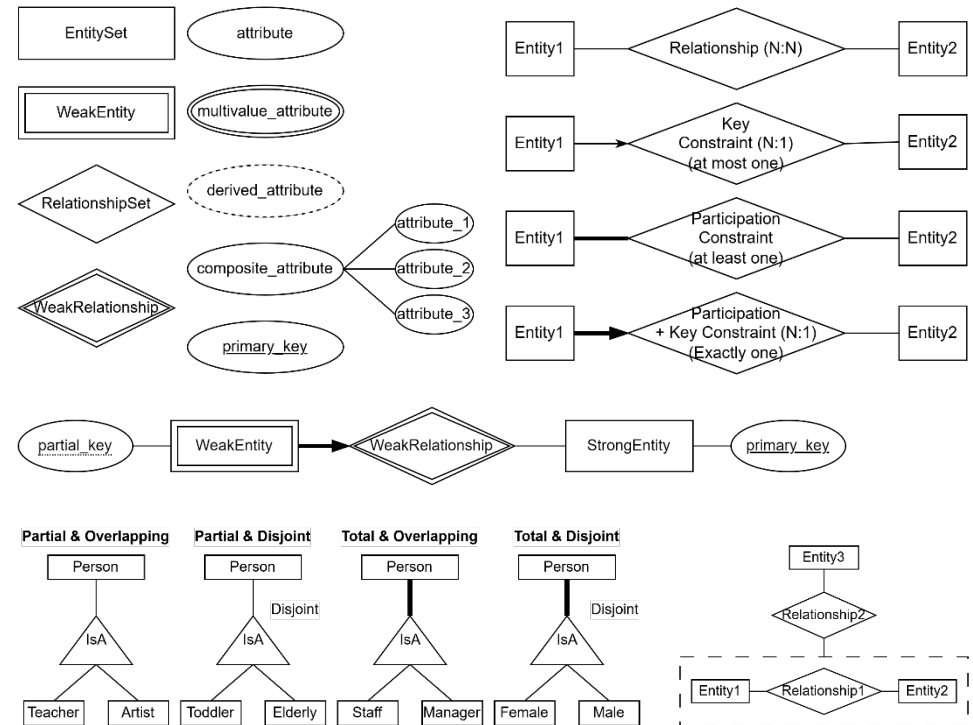 EntitySet
attribute
WeakEntity
multivalue_attribute
RelationshipSet
derived_attribute
composite_attribute
attribute_1
attribute_2
attribute_3
WeakRelationship
primary_key
Entity1
Relationship (N:N)
Entity2
Entity1
Key
Constraint (N:1)
(at most one)
Entity2
Entity1
Participation
Constraint
(at least one)
Entity2
Entity1
Participation
+ Key Constraint (N:1)
(Exactly one)
Entity2
partial_key
WeakEntity
WeakRelationship
StrongEntity
primary_key
Partial & Overlapping
Person
IsA
Teacher
Artist
Partial & Disjoint
Person
Disjoint
IsA
Toddler
Elderly
Total & Overlapping
Person
IsA
Staff
Manager
Total & Disjoint
Person
Disjoint
IsA
Female
Male
Entity3
Relationship2
Entity1
Relationship1
Entity2